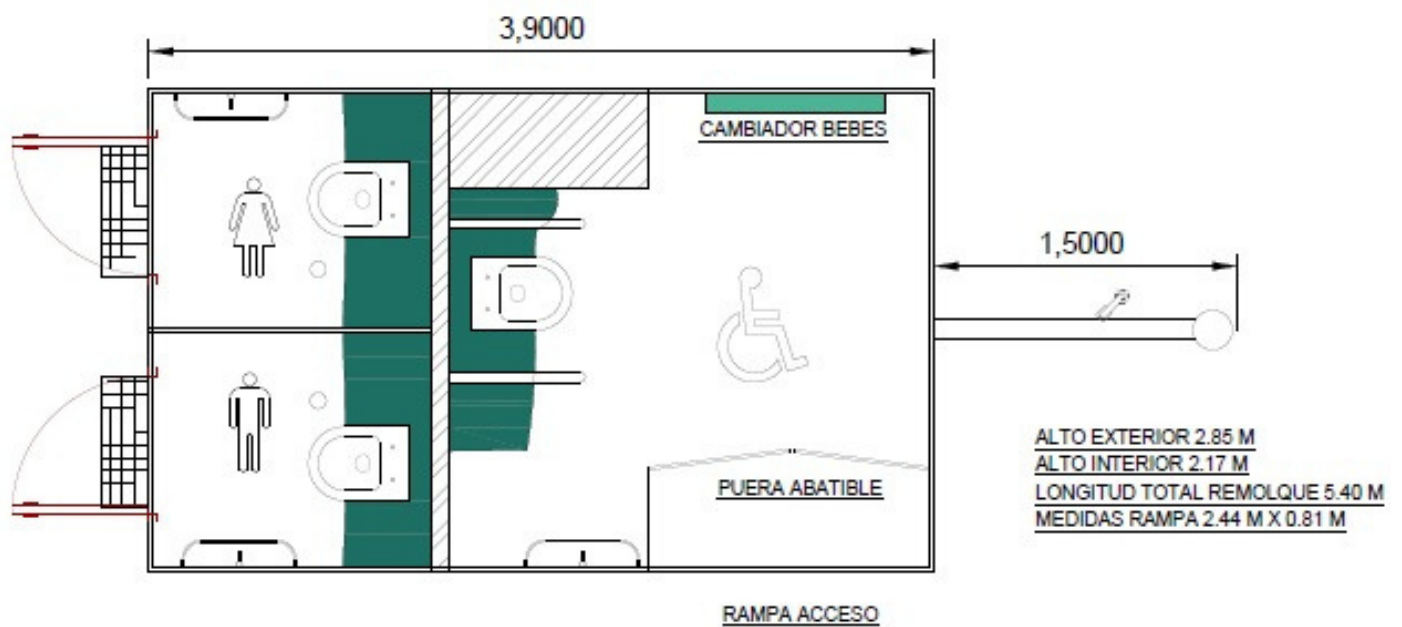 3,9000
CAMBIADOR BEBES
1,5000
PUERA ABATIBLE
ALTO EXTERIOR 2.85 M
ALTO INTERIOR 2.17 M
LONGITUD TOTAL REMOLQUE 5.40 M
MEDIDAS RAMPA 2.44 M X 0.81 M
RAMPA ACCESO